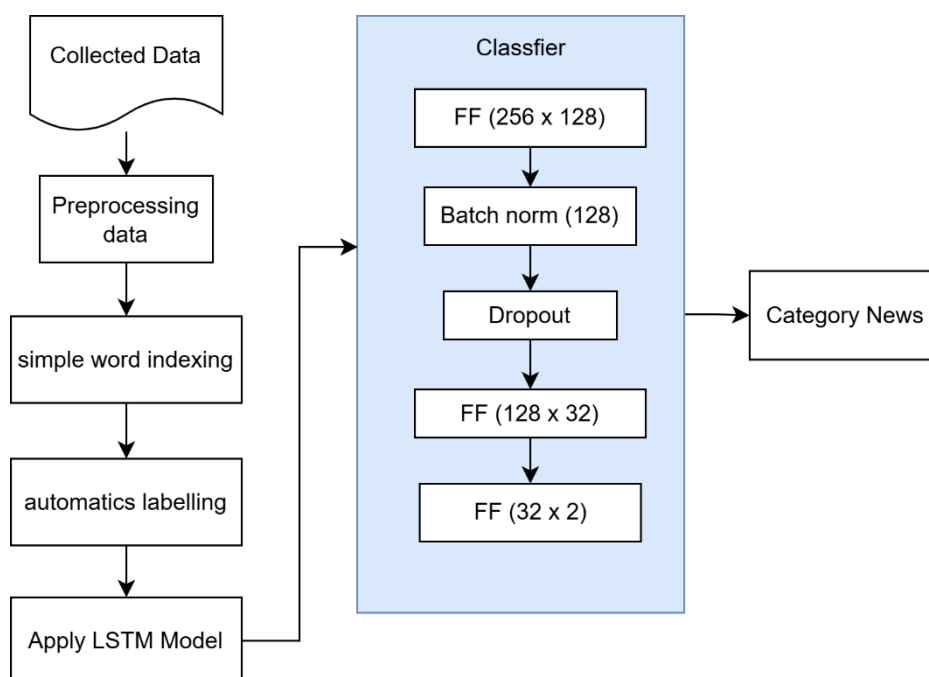 Collected Data
Preprocessing
data
simple word indexing
automatics labelling
Apply LSTM Model
Classfier
FF (256 x 128)
Batch norm (128)
Dropout
FF (128 x 32)
FF (32 x 2)
Category News